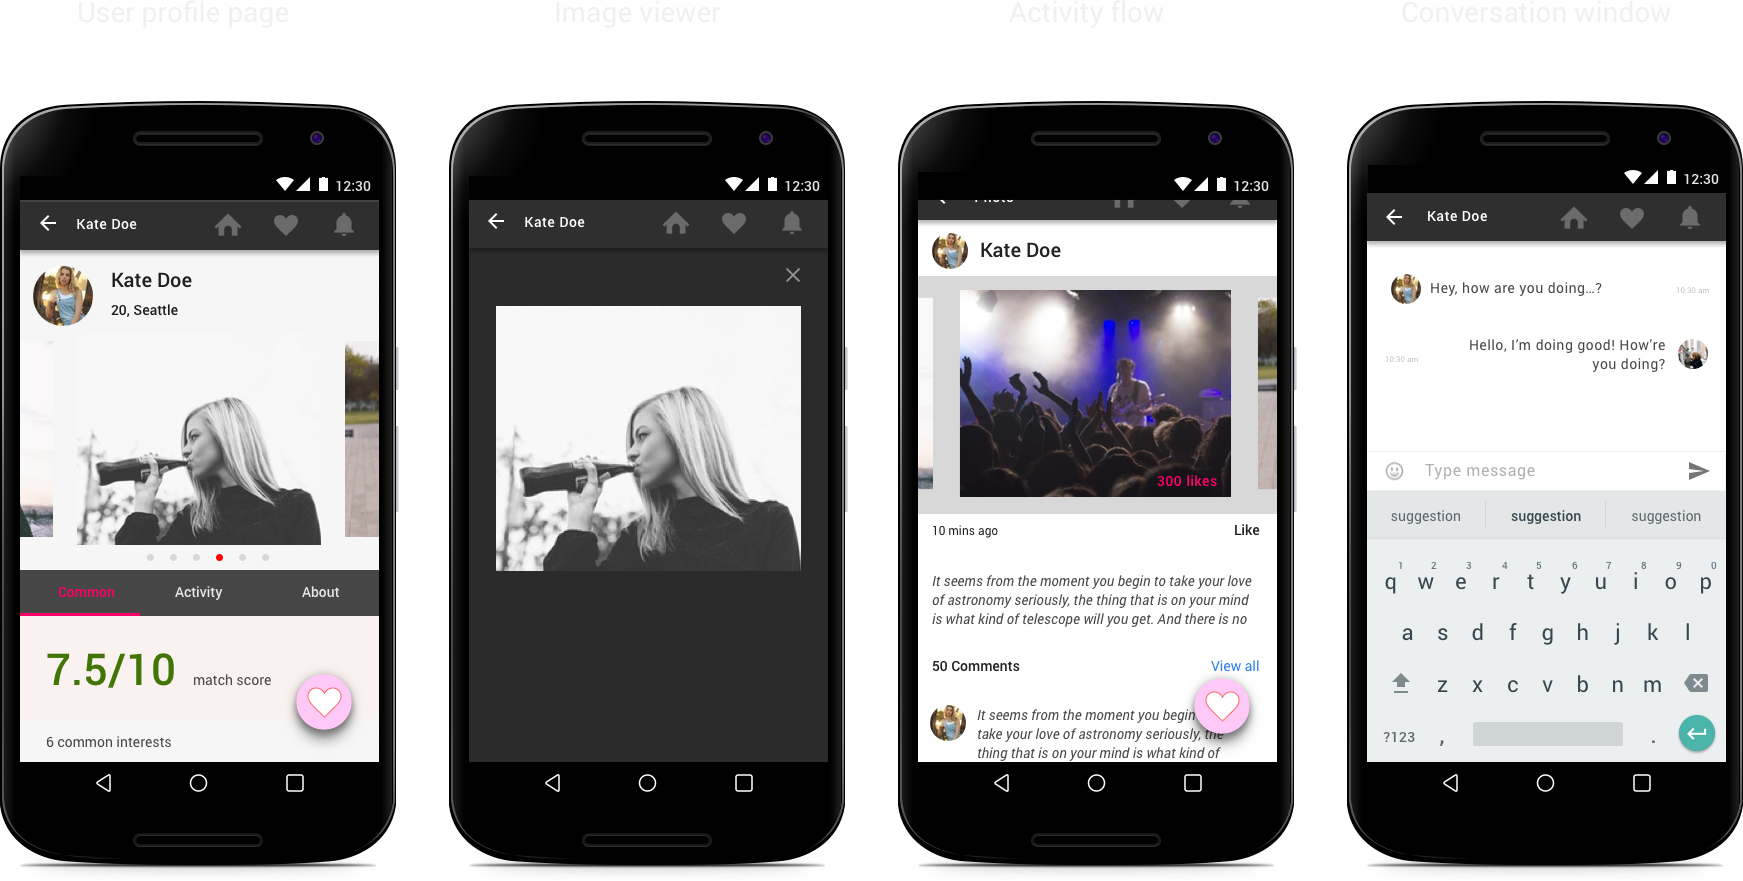 User profile page
Image viewer
Activity flow
Conversation window
12:30
Kate Doe
Kate Doe
20, Seattle
Common
Activity
About
7.5/10
match score
6 common interests
12:30
Kate Doe
12:30
Kate Doe
300 likes
10 mins ago
Like
It seems from the moment you begin to take your love
of astronomy seriously, the thing that is on your mind
is what kind of telescope will you get. And there is no
50 Comments
View all
It seems from the moment you begin
take your love of astronomy seriously, the
thing that is on your mind is what kind of
12:30
Kate Doe
Hey, how are you doing...?
10:30 am
Hello, I'm doing good! How're
you doing?
10:30 am
Type message
suggestion
suggestion
suggestion
1 2 3 4 5 6 7 8 9 0
q w e r t y u i o p
a s d f g h j k l
z x c v b n m
?123 , .